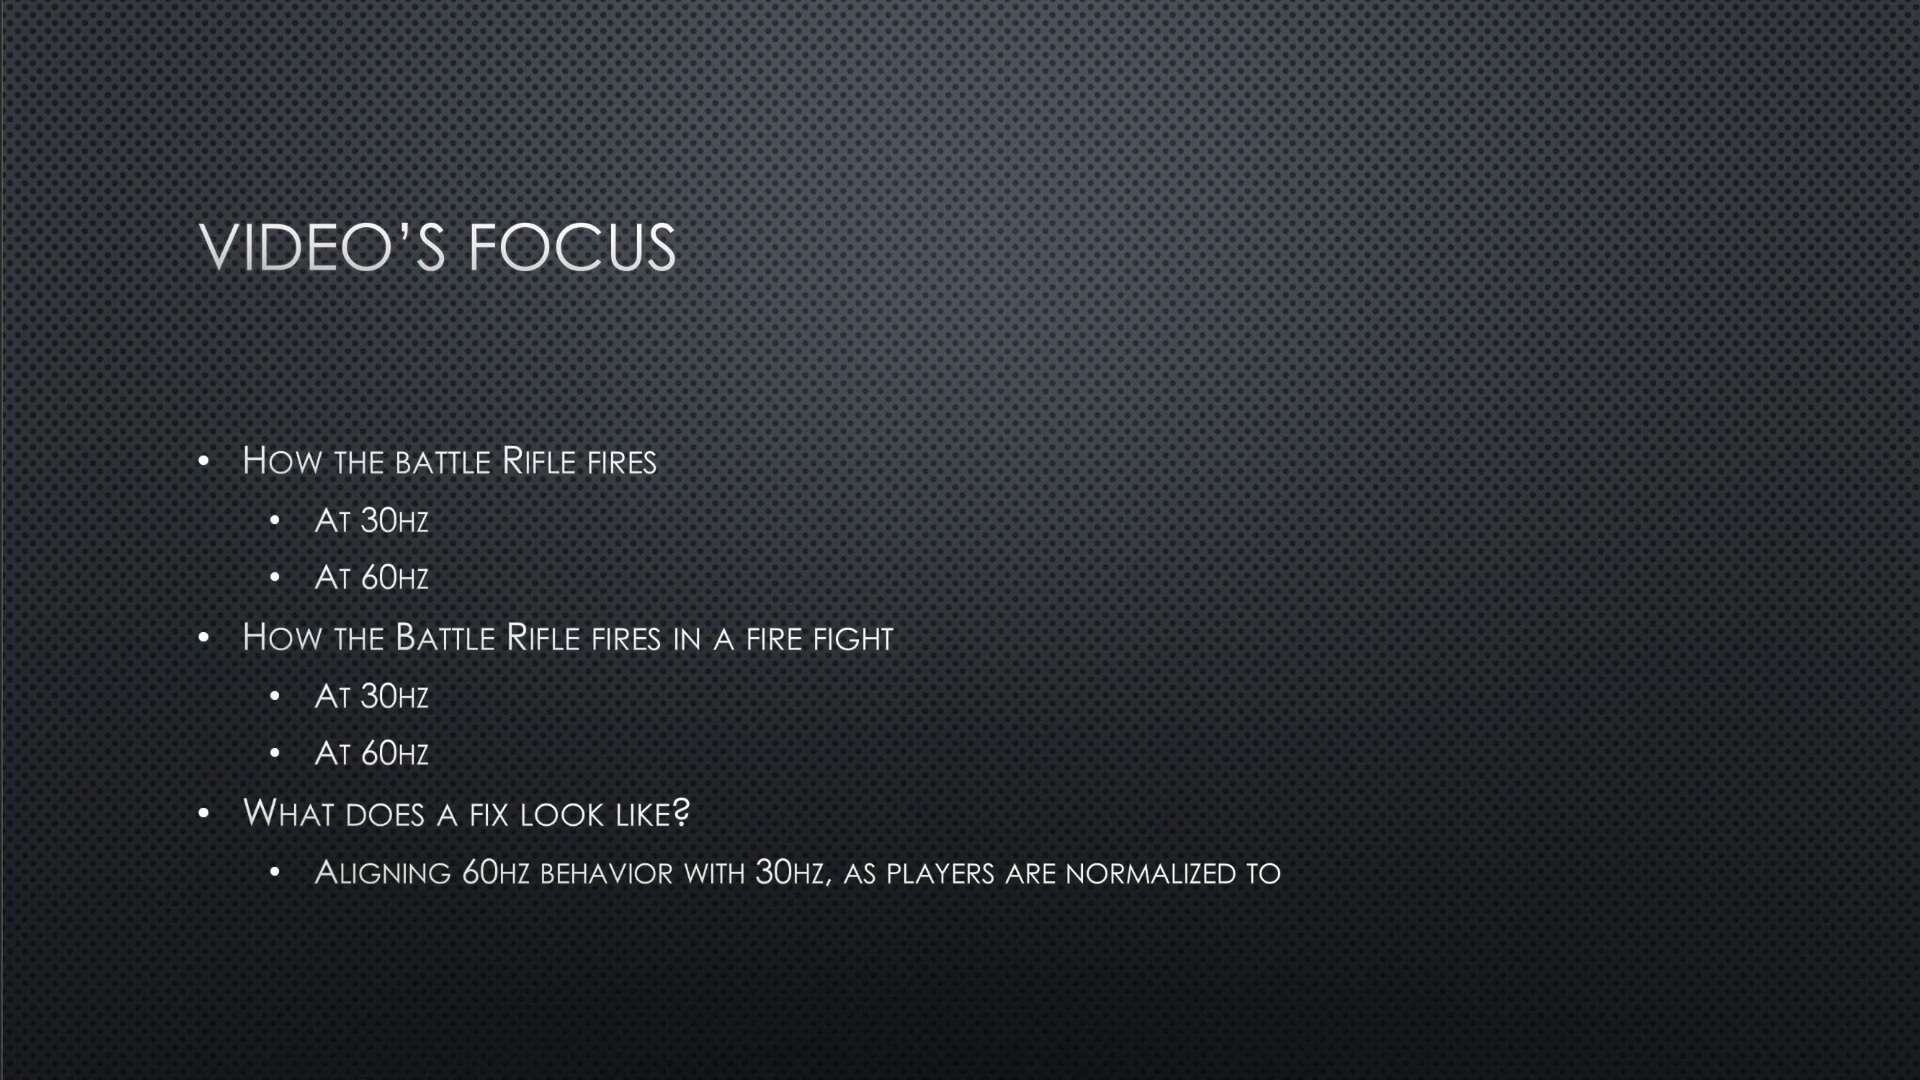 VIDEO'S FOCUS
• HOW THE BATTLE RIFLE FIRES
• AT 30HZ
• AT 60HZ
• HOW THE BATTLE RIFLE FIRES IN A FIRE FIGHT
• AT 30HZ
• AT 60HZ
• WHAT DOES A FIX LOOK LIKE?
• ALIGNING 60HZ BEHAVIOR WITH 30HZ, AS PLAYERS ARE NORMALIZED TO